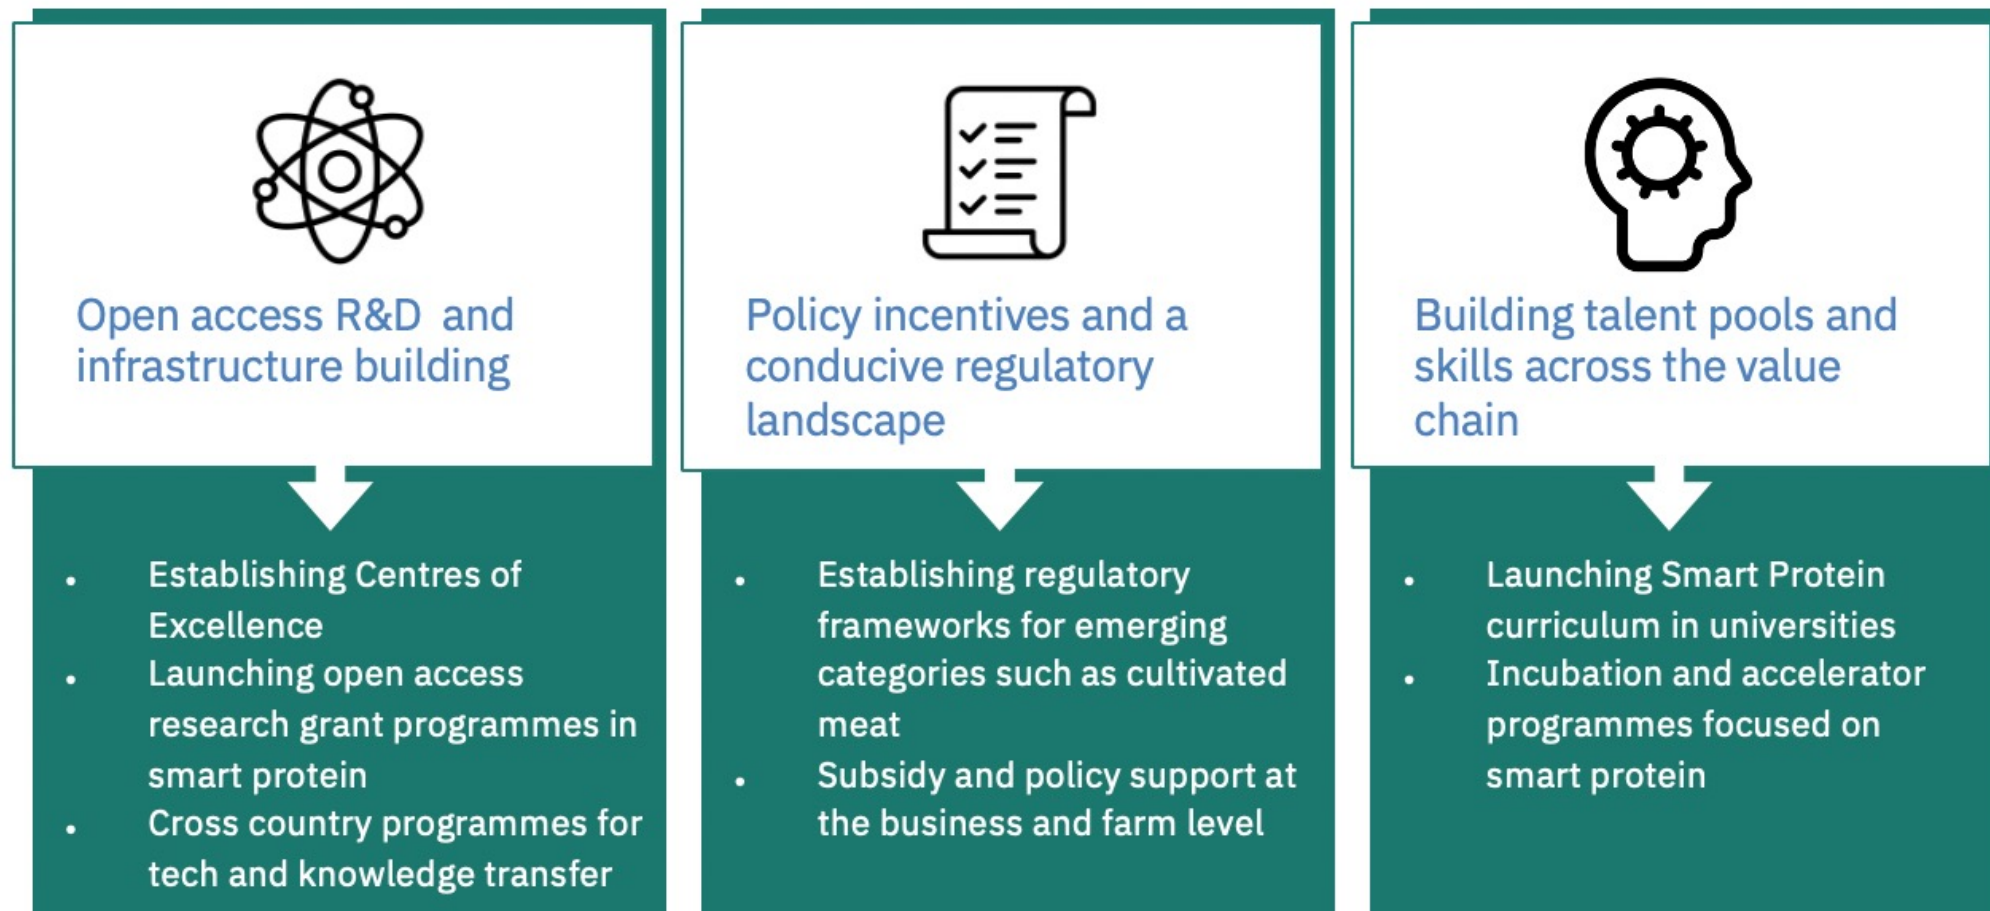 Open access R&D and
infrastructure building
• Establishing Centres of
Excellence
• Launching open access
research grant programmes in
smart protein
• Cross country programmes for
tech and knowledge transfer
Policy incentives and a
conducive regulatory
landscape
• Establishing regulatory
frameworks for emerging
categories such as cultivated
meat
• Subsidy and policy support at
the business and farm level
Building talent pools and
skills across the value
chain
• Launching Smart Protein
curriculum in universities
• Incubation and accelerator
programmes focused on
smart protein